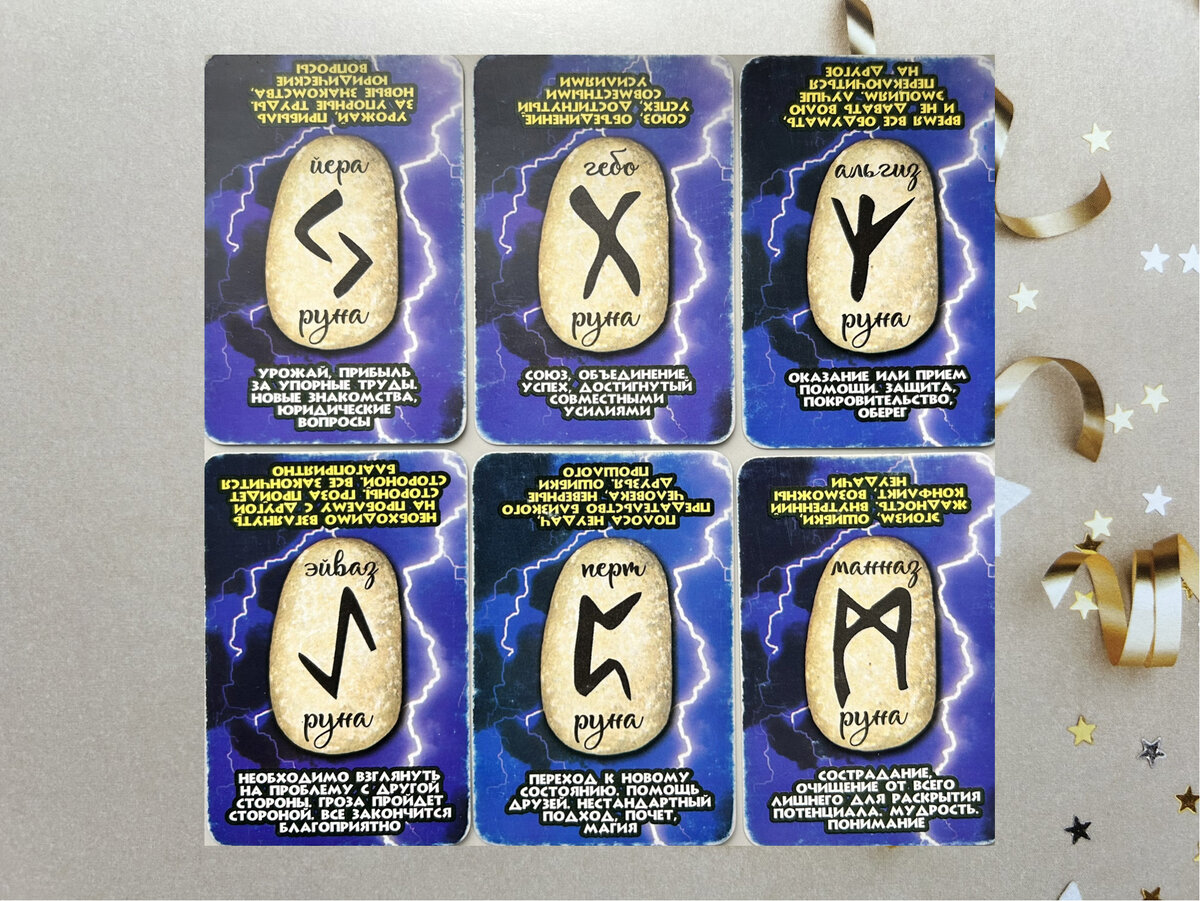 УРОЖАЙ, ПРИБЫЛЬ
ЗА УПОРНЫЕ ТРУДЫ.
НОВЫЕ ЗНАКОМСТВА,
ЮРИДИЧЕСКИЕ
ВОПРОСЫ
йера
руна
УРОЖАЙ, ПРИБЫЛЬ
ЗА УПОРНЫЕ ТРУДЫ.
НОВЫЕ ЗНАКОМСТВА,
ЮРИДИЧЕСКИЕ
ВОПРОСЫ
СОЮЗ, ОБЪЕДИНЕНИЕ,
УСПЕХ, ДОСТИГНУТЫЙ
СОВМЕСТНЫМИ
УСИЛИЯМИ
гебо
руна
СОЮЗ, ОБЪЕДИНЕНИЕ,
УСПЕХ, ДОСТИГНУТЫЙ
СОВМЕСТНЫМИ
УСИЛИЯМИ
ВРЕМЯ ВСЕ ОБДУМАТЬ,
И НЕ ДАВАТЬ ВОЛЮ
ЭМОЦИЯМ. ЛУЧШЕ
ПЕРЕКЛЮЧИТЬСЯ
НА ДРУГОЕ
альгиз
руна
ОКАЗАНИЕ ИЛИ ПРИЕМ
ПОМОЩИ. ЗАЩИТА,
ПОКРОВИТЕЛЬСТВО,
ОБЕРЕГ
НЕОБХОДИМО ВЗГЛЯНУТЬ
НА ПРОБЛЕМУ С ДРУГОЙ
СТОРОНЫ. ГРОЗА ПРОЙДЕТ
СТОРОНОЙ. ВСЕ ЗАКОНЧИТСЯ
БЛАГОПРИЯТНО
эйваз
руна
НЕОБХОДИМО ВЗГЛЯНУТЬ
НА ПРОБЛЕМУ С ДРУГОЙ
СТОРОНЫ. ГРОЗА ПРОЙДЕТ
СТОРОНОЙ. ВСЕ ЗАКОНЧИТСЯ
БЛАГОПРИЯТНО
ПОЛОСА НЕУДАЧ,
ПРЕДАТЕЛЬСТВО БЛИЗКОГО
ЧЕЛОВЕКА, НЕВЕРНЫЕ
ДРУЗЬЯ. ОШИБКИ
ПРОШЛОГО
перт
руна
ПЕРЕХОД К НОВОМУ
СОСТОЯНИЮ. ПОМОЩЬ
ДРУЗЕЙ. НЕСТАНДАРТНЫЙ
ПОДХОД, ПОЧЕТ,
МАГИЯ
ЭГОИЗМ, ОШИБКИ,
ЖАДНОСТЬ, ВНУТРЕННИЙ
КОНФЛИКТ. ВОЗМОЖНЫ
НЕУДАЧИ
манназ
руна
СОСТРАДАНИЕ,
ОЧИЩЕНИЕ ОТ ВСЕГО
ЛИШНЕГО ДЛЯ РАСКРЫТИЯ
ПОТЕНЦИАЛА. МУДРОСТЬ.
ПОНИМАНИЕ